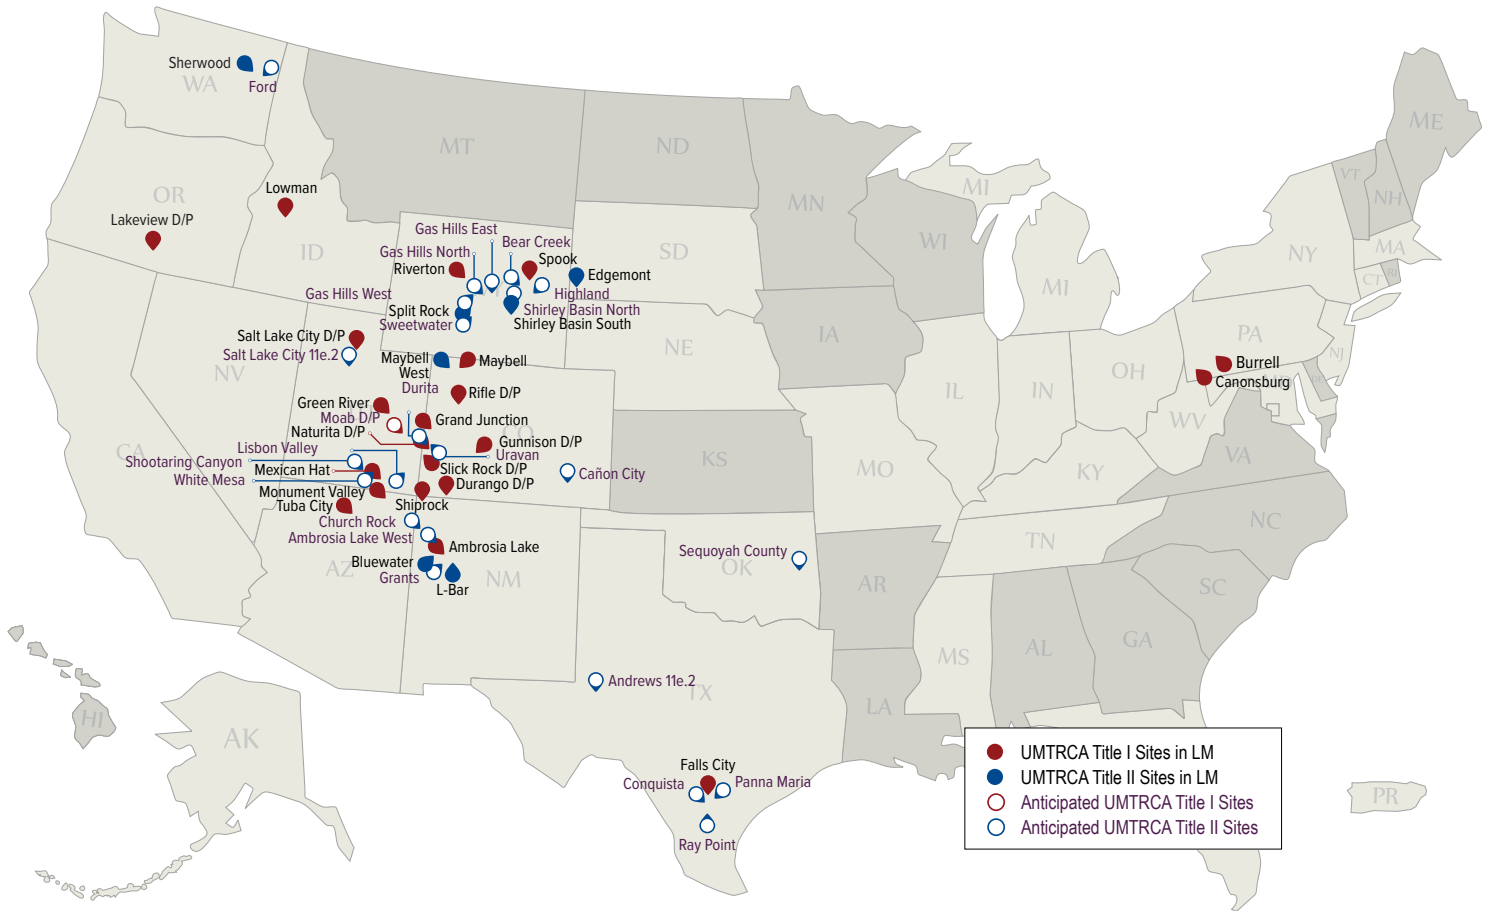 Sherwood
WA
Ford
MT
ND
ME
VT
NH
OR
Lowman
Lakeview D/P
ID
MN
MI
WI
NY
MA
CT
RI
Gas Hills East
Gas Hills North
Bear Creek
Spook
Riverton
Edgemont
SD
Gas Hills West
Highland
Split Rock
Shirley Basin North
Sweetwater
Shirley Basin South
MI
IA
PA
NJ
Salt Lake City D/P
Salt Lake City 11e.2
NE
NV
Maybell
West
Maybell
Durita
Rifle D/P
IL
IN
OH
Burrell
Canonsburg
Green River
Moab D/P
Naturita D/P
Grand Junction
CO
WV
CA
Lisbon Valley
Gunnison D/P
Uravan
KS
MO
KY
VA
Shootaring Canyon
Mexican Hat
White Mesa
Slick Rock D/P
Cañon City
Durango D/P
Monument Valley
Tuba City
Shiprock
Church Rock
Ambrosia Lake West
Ambrosia Lake
Sequoyah County
OK
TN
NC
AZ
Bluewater
Grants
L-Bar
NM
AR
SC
MS
AL
GA
Andrews 11e.2
TX
LA
HI
AK
Falls City
Conquista
Panna Maria
Ray Point
UMTRCA Title I Sites in LM
UMTRCA Title II Sites in LM
Anticipated UMTRCA Title I Sites
Anticipated UMTRCA Title II Sites
PR